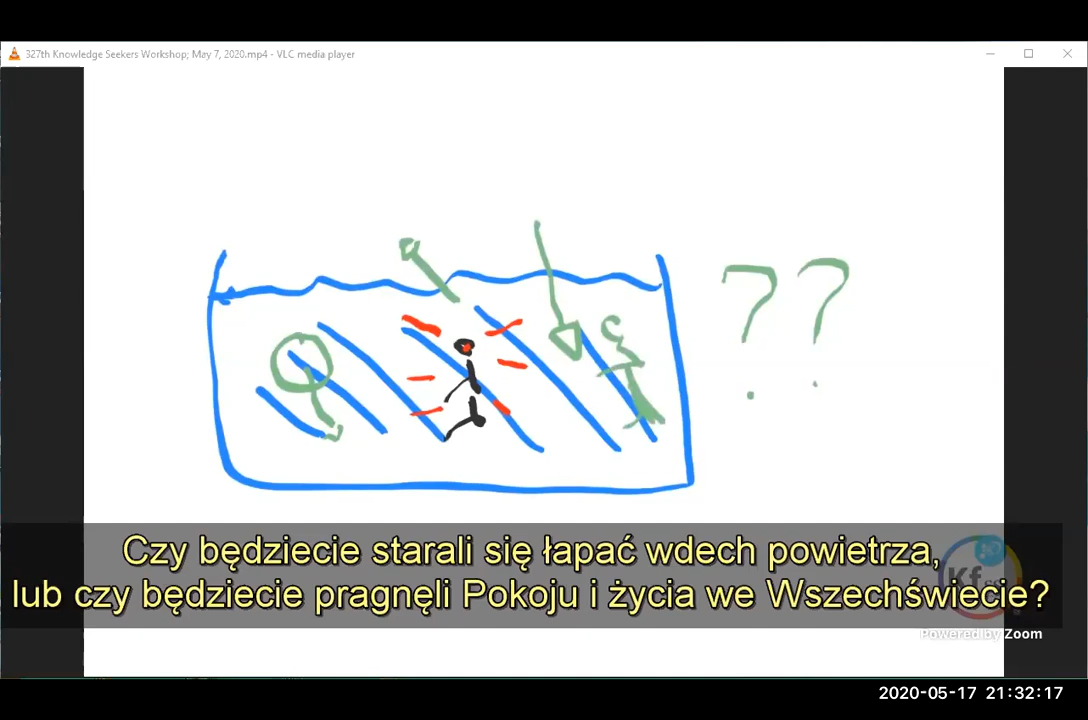 327th Knowledge Seekers Workshop; May 7, 2020.mp4 - VLC media player
??
Czy będziecie starali się łapać wdech powietrza,
lub czy będziecie pragnęli Pokoju i życia we Wszechświecie?
Powered by Zoom
2020-05-17 21:32:17